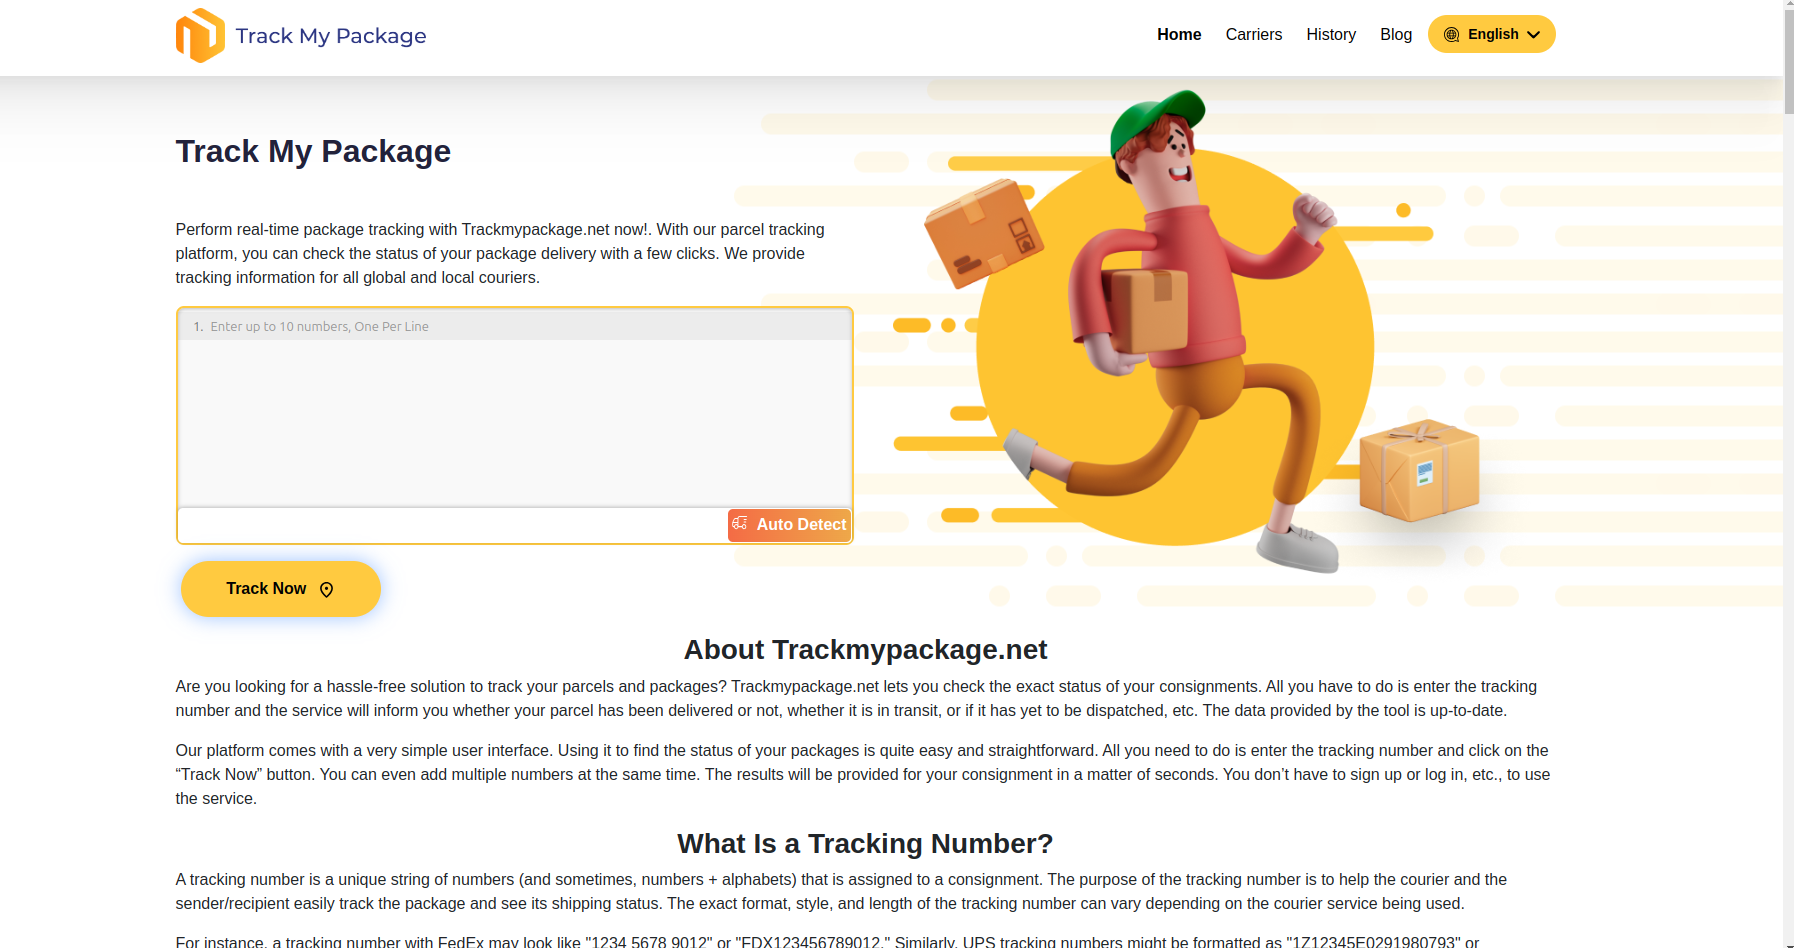 Track My Package
Home
Carriers
History
Blog
English
Track My Package
Perform real-time package tracking with Trackmypackage.net now!. With our parcel tracking
platform, you can check the status of your package delivery with a few clicks. We provide
tracking information for all global and local couriers.
1. Enter up to 10 numbers, One Per Line
Auto Detect
Track Now
About Trackmypackage.net
Are you looking for a hassle-free solution to track your parcels and packages? Trackmypackage.net lets you check the exact status of your consignments. All you have to do is enter the tracking
number and the service will inform you whether your parcel has been delivered or not, whether it is in transit, or if it has yet to be dispatched, etc. The data provided by the tool is up-to-date.
Our platform comes with a very simple user interface. Using it to find the status of your packages is quite easy and straightforward. All you need to do is enter the tracking number and click on the
“Track Now” button. You can even add multiple numbers at the same time. The results will be provided for your consignment in a matter of seconds. You don’t have to sign up or log in, etc., to use
the service.
What Is a Tracking Number?
A tracking number is a unique string of numbers (and sometimes, numbers + alphabets) that is assigned to a consignment. The purpose of the tracking number is to help the courier and the
sender/recipient easily track the package and see its shipping status. The exact format, style, and length of the tracking number can vary depending on the courier service being used.
For instance, a tracking number with FedEx may look like "1234 5678 9012" or "FDX123456789012." Similarly, UPS tracking numbers might be formatted as "1Z12345E0291980793" or